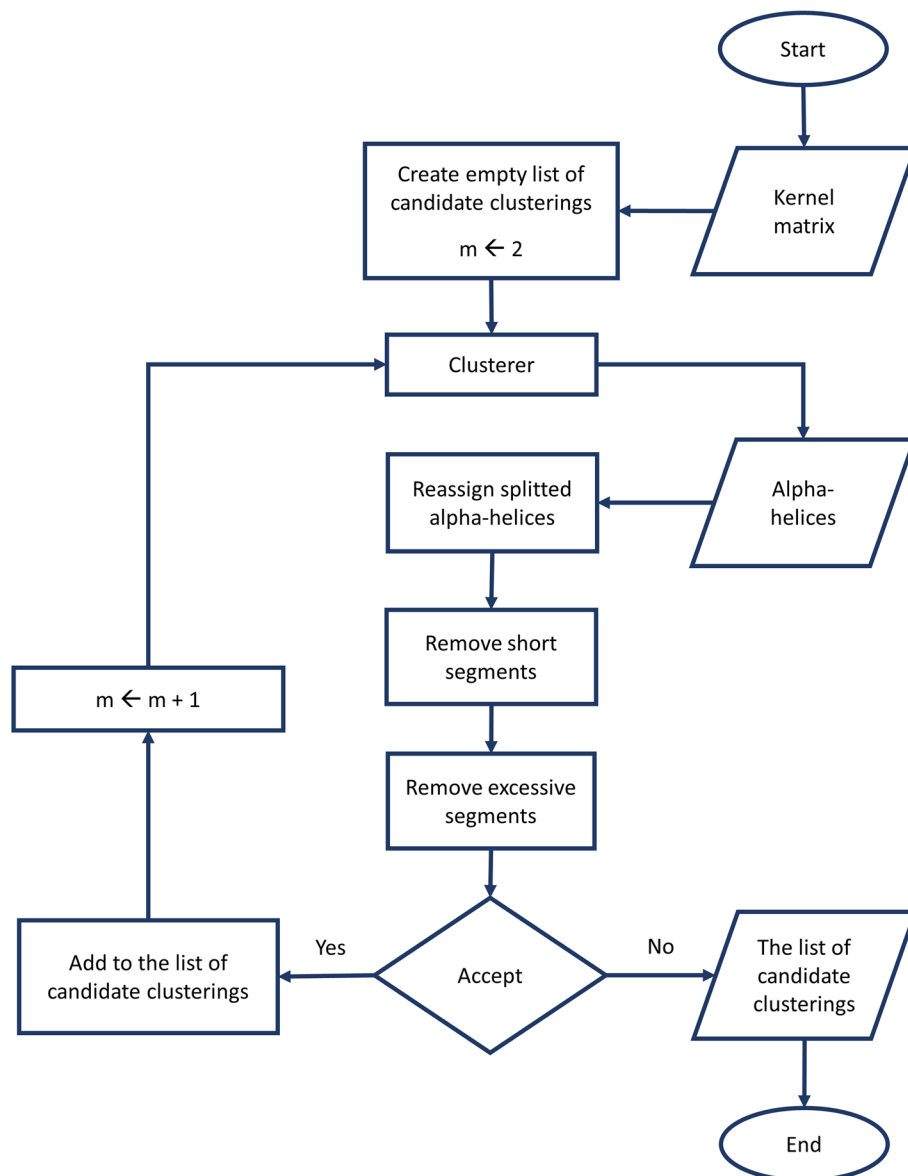 Start
Kernel
matrix
Create empty list of
candidate clusterings
m ← 2
Clusterer
Alpha-
helices
Reassign splitted
alpha-helices
Remove short
segments
m ← m + 1
Remove excessive
segments
Accept
Yes
No
Add to the list of
candidate clusterings
The list of
candidate
clusterings
End